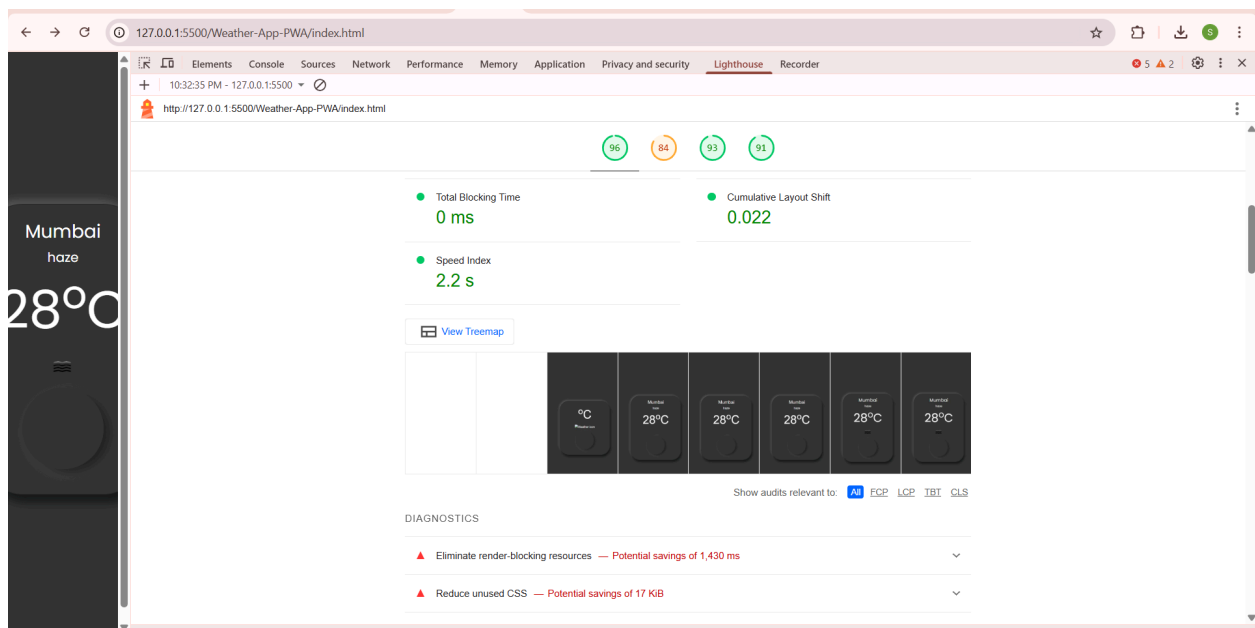 127.0.0.1:5500/Weather-App-PWA/index.html
S
Elements Console Sources Network Performance Memory Application Privacy and security Lighthouse Recorder
5 2
10:32:35 PM - 127.0.0.1:5500
http://127.0.0.1:5500/Weather-App-PWA/index.html
96 84 93 91
Mumbai
haze
28°C
Total Blocking Time
0 ms
Cumulative Layout Shift
0.022
Speed Index
2.2 s
View Treemap
°C
Mumbai
haze
28°C
Mumbai
haze
28°C
Mumbai
haze
28°C
Mumbai
haze
28°C
Mumbai
haze
28°C
Show audits relevant to: All FCP LCP TBT CLS
DIAGNOSTICS
Eliminate render-blocking resources — Potential savings of 1,430 ms
Reduce unused CSS — Potential savings of 17 KiB